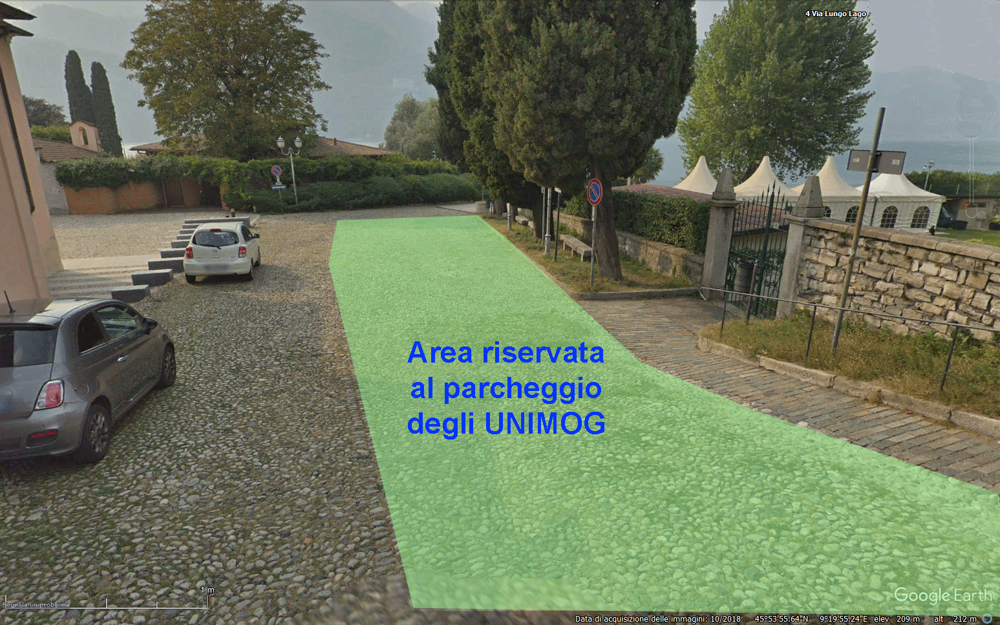 4 Via Lungo Lago
Area riservata
al parcheggio
degli UNIMOG
1 m
Segnala un problema
Google Earth
Data di acquisizione delle immagini: 10/2018 45°53'55.64"N 9°19'55.24"E elev 209 m alt 212 m